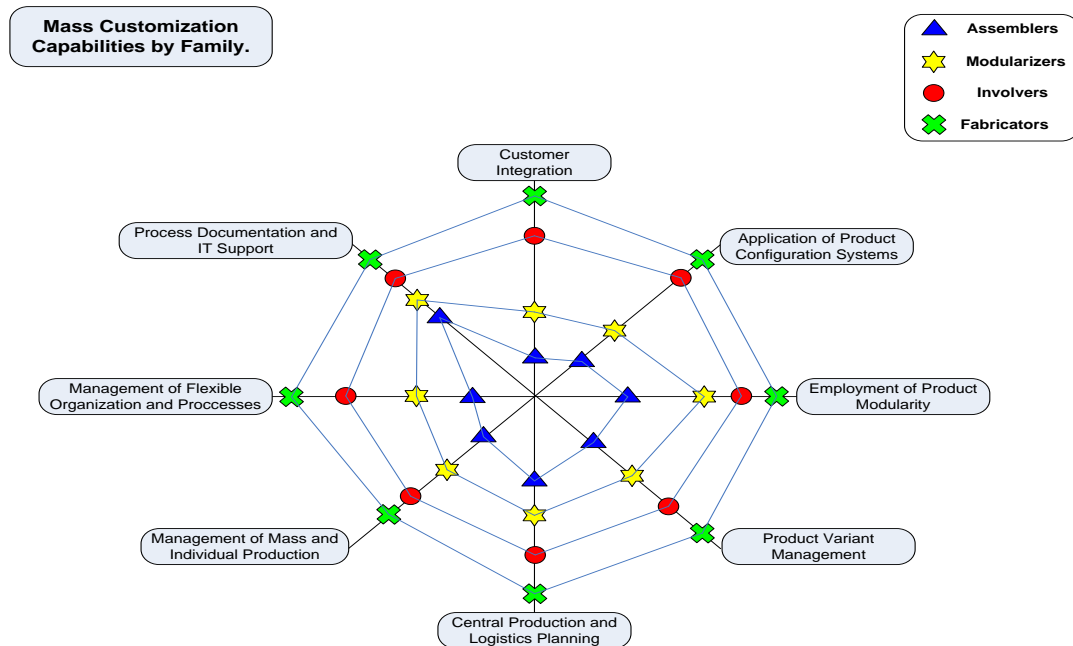 Mass Customization
Capabilities by Family.
Assemblers
Modularizers
Involvers
Fabricators
Customer
Integration
Process Documentation and
IT Support
Application of Product
Configuration Systems
Management of Flexible
Organization and Proccesses
Employment of Product
Modularity
Management of Mass and
Individual Production
Product Variant
Management
Central Production and
Logistics Planning